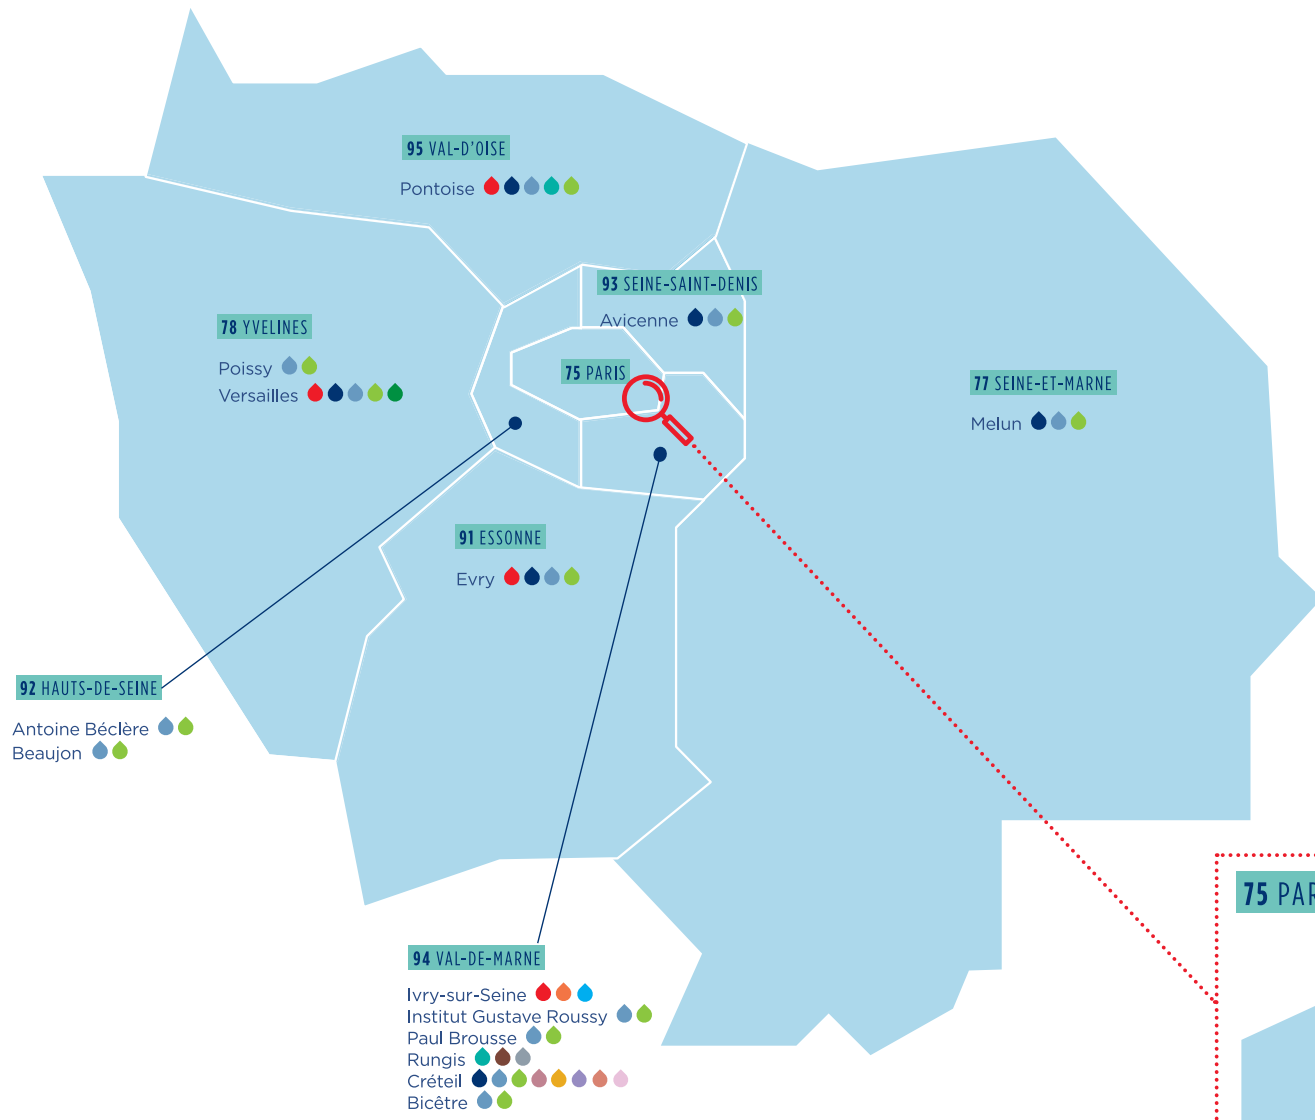 95 VAL-D'OISE
Pontoise
93 SEINE-SAINT-DENIS
Avicenne
78 YVELINES
Poissy
Versailles
75 PARIS
77 SEINE-ET-MARNE
Melun
91 ESSONNE
Evry
92 HAUTS-DE-SEINE
Antoine Béclère
Beaujon
75 PAR
94 VAL-DE-MARNE
Ivry-sur-Seine
Institut Gustave Roussy
Paul Brousse
Rungis
Créteil
Bicêtre